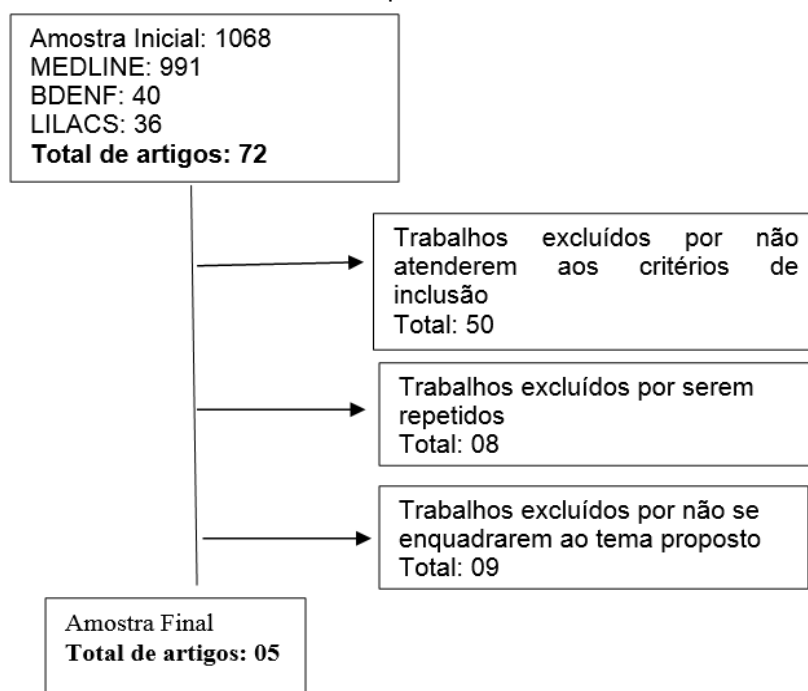 Amostra Inicial: 1068
MEDLINE: 991
BDENF: 40
LILACS: 36
Total de artigos: 72
Trabalhos excluídos por não
atenderem aos critérios de
inclusão
Total: 50
Trabalhos excluídos por serem
repetidos
Total: 08
Trabalhos excluídos por não se
enquadrarem ao tema proposto
Total: 09
Amostra Final
Total de artigos: 05